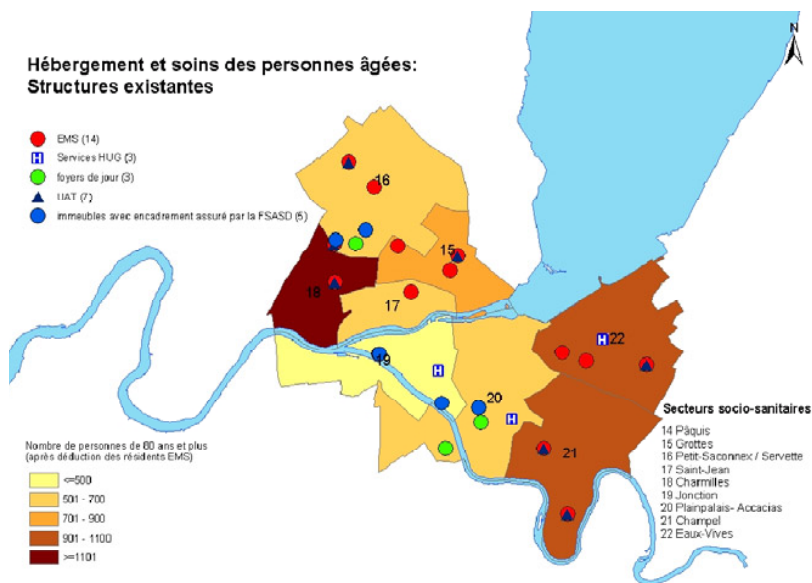 Hébergement et soins des personnes âgées:
Structures existantes
N
EMS (14)
H Services HUG (3)
foyers de jour (3)
UAT (7)
immeubles avec encadrement assuré par la FSASD (5)
16
15
18
17
H 22
19
H
20
H
21
Nombre de personnes de 80 ans et plus
(après déduction des résidents EMS)
<=500
501 - 700
701 - 900
901 - 1100
>=1101
Secteurs socio-sanitaires
14 Pâquis
15 Grottes
16 Petit-Saconnex / Servette
17 Saint-Jean
18 Charmilles
19 Jonction
20 Plainpalais- Accacias
21 Champel
22 Eaux-Vives